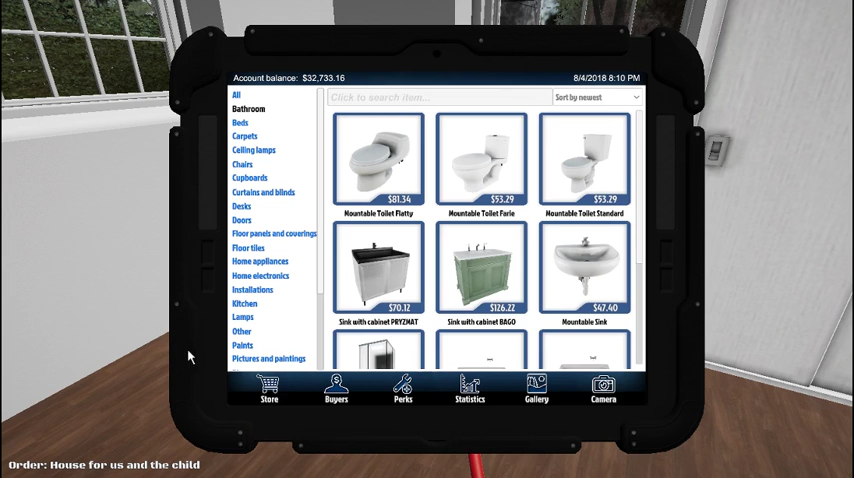 Account balance: $32,733.16 8/4/2018 8:10 PM
All
Bathroom
Beds
Carpets
Ceiling lamps
Chairs
Cupboards
Curtains and blinds
Desks
Doors
Floor panels and coverings
Floor tiles
Home appliances
Home electronics
Installations
Kitchen
Lamps
Other
Paints
Pictures and paintings
Click to search item... Sort by newest
$81.34 $53.29 $53.29
Mountable Toilet Flatty Mountable Toilet Farie Mountable Toilet Standard
$70.12 $126.22 $47.40
Sink with cabinet PRYZMAT Sink with cabinet BAGO Mountable Sink
Store Buyers Perks Statistics Gallery Camera
Order: House for us and the child